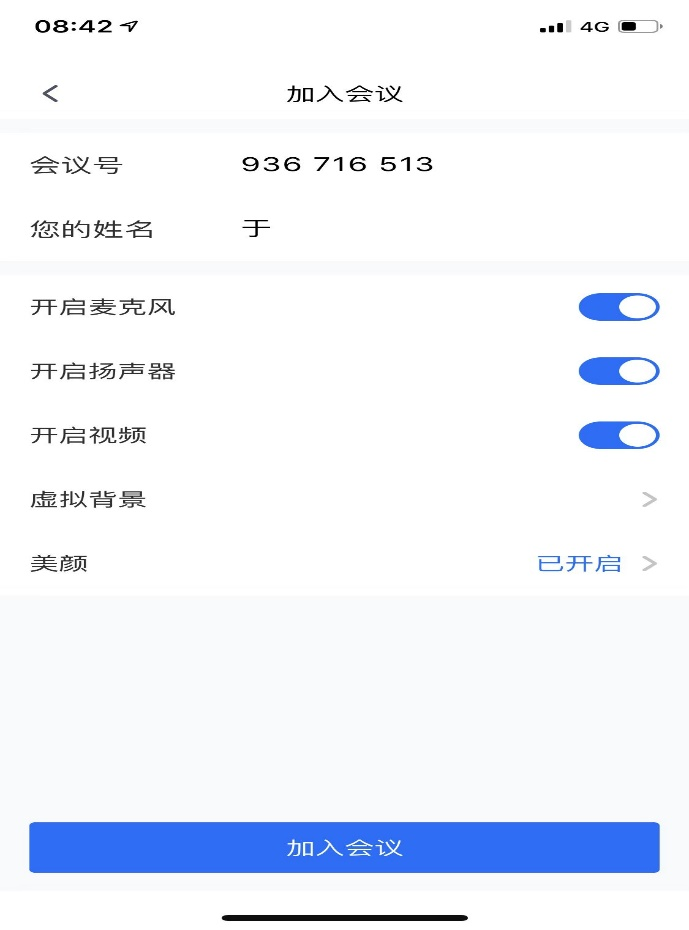 08:42 4G
加入会议
会议号 936 716 513
您的姓名 于
开启麦克风
开启扬声器
开启视频
虚拟背景
美颜 已开启
加入会议